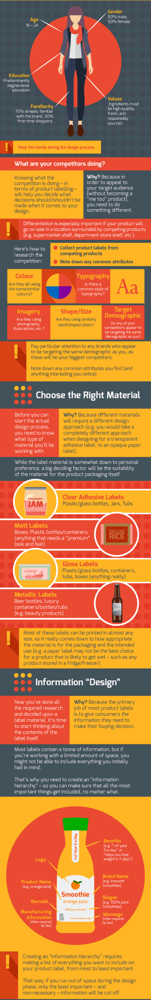 Age
18 – 24
Gender
50% male,
50% female
Education
Predominantly
degree-level
education
Familiarity
70% already familiar
with the brand. 30%
first-time shoppers.
Values
Ingredients must
be high-quality,
fresh, and
responsibly
sourced
!
Keep this handy during the design process.
What are your competitors doing?
Knowing what the
competition is doing – in
terms of product labelling –
will help you decide what
decisions should/shouldn't be
made when it comes to your
design.
Why? Because in
order to appeal to
your target audience
(without becoming a
"me too" product),
you need to do
something different.
!
Differentiation is especially important if your product will
go on sale in a location surrounded by competing products
(e.g. supermarket shelf, department store shelf, etc.).
Here's how to
research the
competition:
Collect product labels from
competing products
Note down any common attributes
Colour
Are they all using
the same/similar
colours?
Typography
Is there a
common style of
typography?
Aa
Imagery
Are they using
photography,
illustrations, etc.?
Shape/Size
Are they using similarly
sized/shaped labels?
Target
Demographic
Do any of your
competitors appear to
be targeting the same
demographic as you?
!
Pay particular attention to any brands who appear
to be targeting the same demographic as you, as
these will be your biggest competitors.
Note down any common attributes you find (and
anything interesting you notice)
Choose the Right Material
Before you can
start the actual
design process,
you need to know
what type of
material you'll be
working with.
Why? Because different materials
will require a different design
approach (e.g. you would take a
completely different approach
when designing for a transparent
adhesive label, to an opaque paper
label).
While the label material is somewhat down to personal
preference, a big deciding factor will be the suitability
of the material for the product packaging itself.
STRAWBERRY
JAM
Clear Adhesive Labels
Plastic/glass bottles, Jars, Tubs
Matt Labels
Boxes. Plastic bottles/containers
(anything that needs a "premium"
look and feel)
DELUXE
RICE
Luxury
Ice Cream
Gloss Labels
Plastic/glass bottles, containers,
tubs, boxes (anything really)
Metallic Labels
Beer bottles, luxury
containers/bottles/tubs
(e.g. beauty products)
Beer
!
Most of these labels can be printed in almost any
size, so it really comes down to how appropriate
the material is for the packaging and the intended
use (e.g. a paper label may not be the best choice
for a product that is likely to get wet – such as any
product stored in a fridge/freezer)
Information "Design"
Now you've done all
the required research
and decided upon a
label material, it's time
to start thinking about
the contents of the
label itself.
Why? Because the primary
job of most product labels
is to give consumers the
information they need to
make their buying decision.
Most labels contain a tonne of information, but if
you're working with a limited amount of space, you
might not be able to include everything you initially
had in mind.
That's why you need to create an "information
hierarchy" – so you can make sure that all the most
important things get included, no matter what.
1 of Your 5 a Day
Benefits
(e.g. "1 of your
5-a-day" or
"helps you lose
weight in 7 days")
Logo
Product Name
(e.g. orange juice)
Brand Name
(e.g. Innocent
Smoothies)
Smoothie
orange juice
100% pure smoothie!
Slogan
(e.g. 100% pure
Smoothies)
Barcode
Manufacturing
Information
(often required
by law)
Warnings
(often required
by law)
!
Creating an "information hierarchy" requires
making a list of everything you want to include on
your product label, from most to least important.
That way, if you run out of space during the design
phase, only the least important – and
non-necessary – information will be cut off.